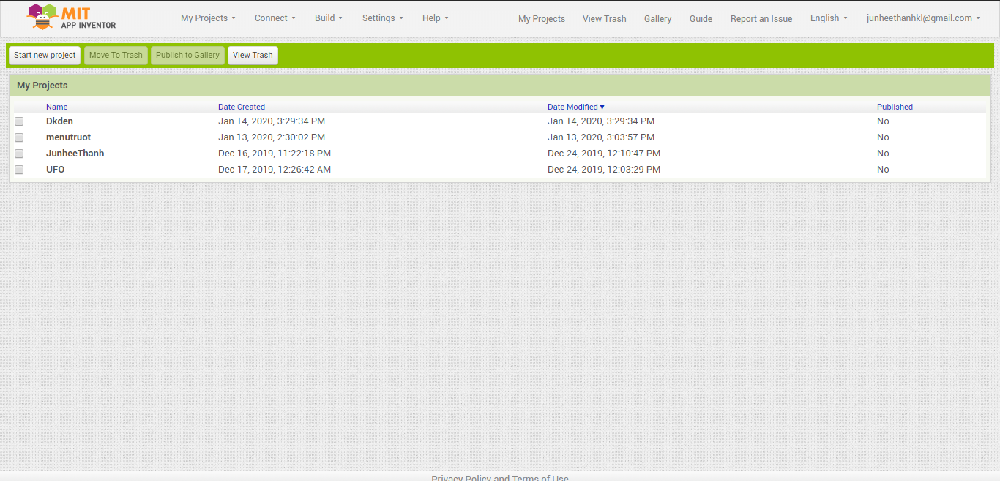 MIT
APP INVENTOR
My Projects Connect Build Settings Help My Projects View Trash Gallery Guide Report an Issue English junheethanhkl@gmail.com
Start new project Move To Trash Publish to Gallery View Trash
My Projects
Name Date Created Date Modified Published
Dkden Jan 14, 2020, 3:29:34 PM Jan 14, 2020, 3:29:34 PM No
menutruot Jan 13, 2020, 2:30:02 PM Jan 13, 2020, 3:03:57 PM No
JunheeThanh Dec 16, 2019, 11:22:18 PM Dec 24, 2019, 12:10:47 PM No
UFO Dec 17, 2019, 12:26:42 AM Dec 24, 2019, 12:03:29 PM No
Privacy Policy and Terms of Use